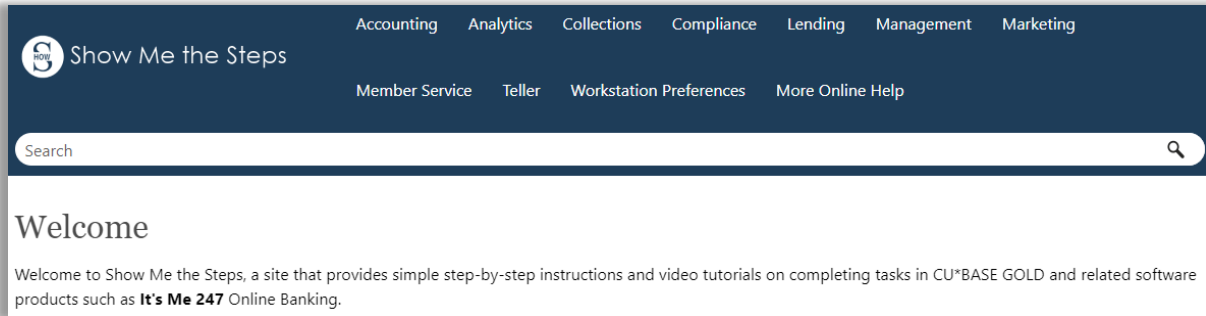 Accounting Analytics Collections Compliance Lending Management Marketing
SHOW Show Me the Steps
Member Service Teller Workstation Preferences More Online Help
Search
Welcome
Welcome to Show Me the Steps, a site that provides simple step-by-step instructions and video tutorials on completing tasks in CU*BASE GOLD and related software
products such as It's Me 247 Online Banking.